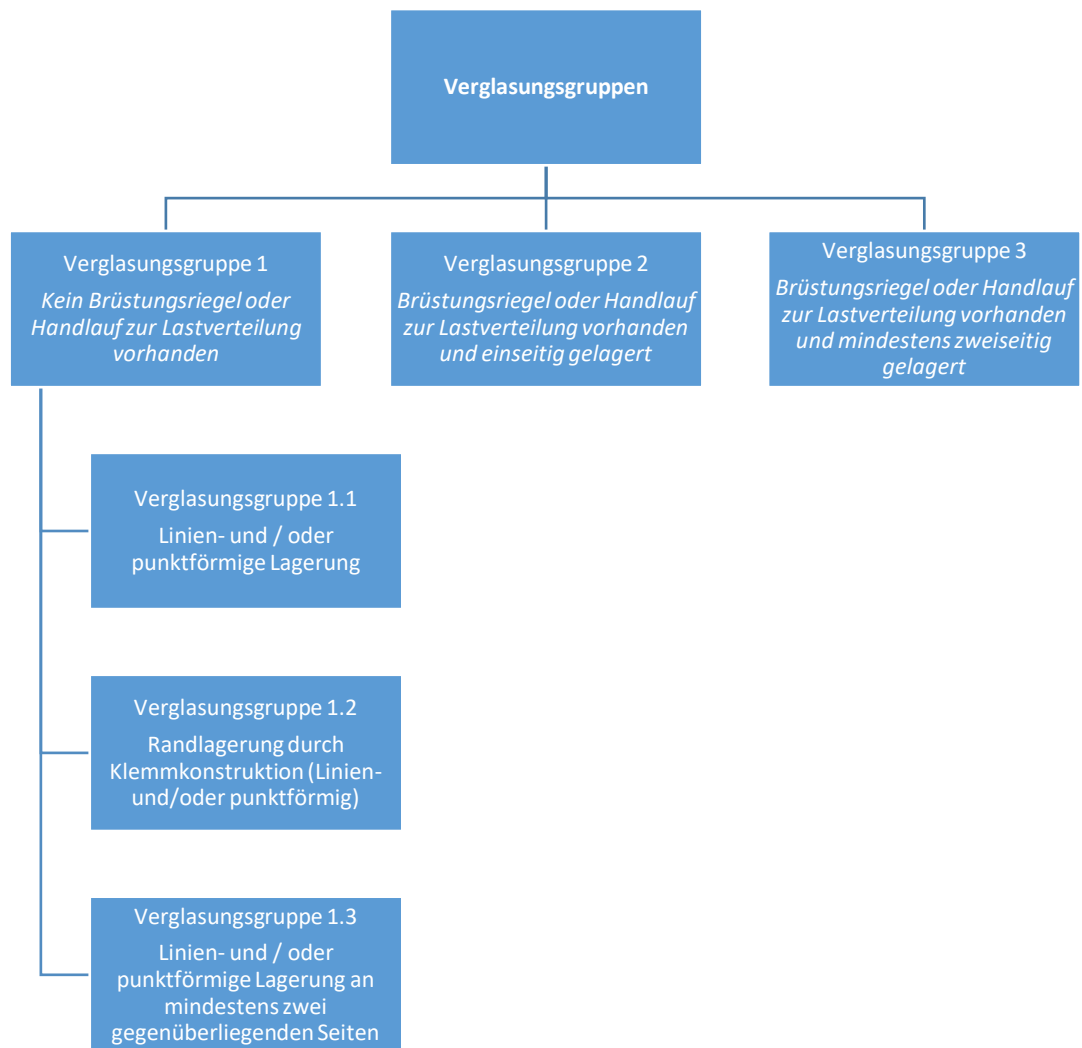 Verglasungsgruppen
Verglasungsgruppe 1
Kein Brüstungsriegel oder
Handlauf zur Lastverteilung
vorhanden
Verglasungsgruppe 2
Brüstungsriegel oder Handlauf
zur Lastverteilung vorhanden
und einseitig gelagert
Verglasungsgruppe 3
Brüstungsriegel oder Handlauf
zur Lastverteilung vorhanden
und mindestens zweiseitig
gelagert
Verglasungsgruppe 1.1
Linien- und / oder
punktförmige Lagerung
Verglasungsgruppe 1.2
Randlagerung durch
Klemmkonstruktion (Linien-
und/oder punktförmig)
Verglasungsgruppe 1.3
Linien- und / oder
punktförmige Lagerung an
mindestens zwei
gegenüberliegenden Seiten